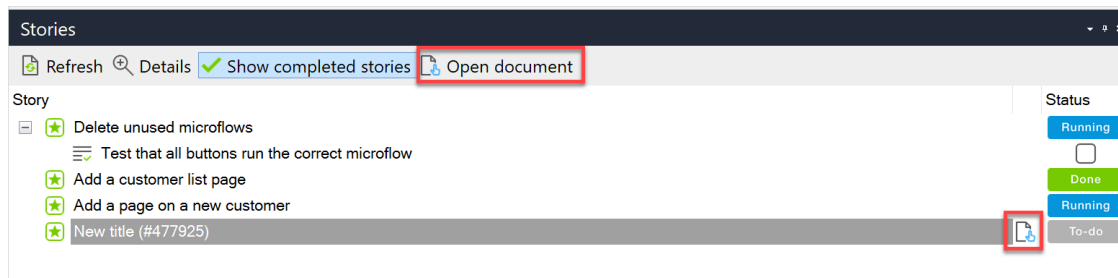 Stories
Refresh Details Show completed stories Open document
Story Status
Delete unused microflows Running
Test that all buttons run the correct microflow
Add a customer list page Done
Add a page on a new customer Running
New title (#477925) To-do